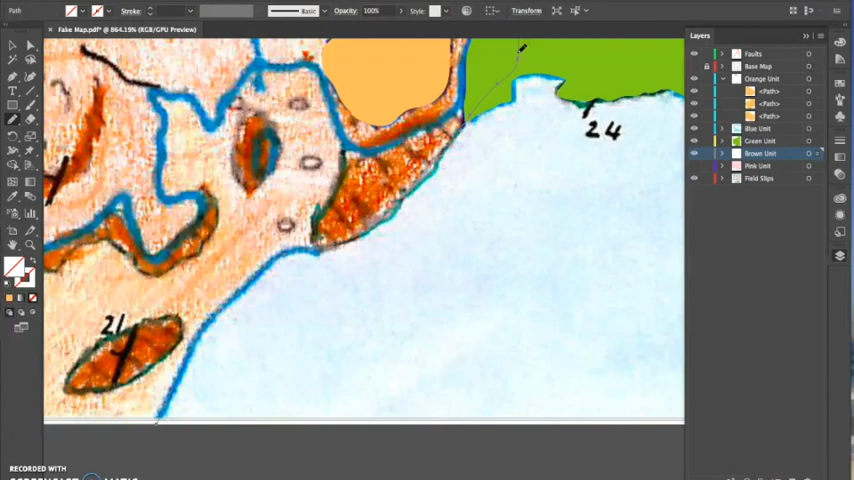 Path
Stroke:
Basic
Opacity: 100%
Style:
Transform
Fake Map.pdf* @ 864.19% (RGB/GPU Preview)
Layers
Faults
Base Map
Orange Unit
<Path>
<Path>
<Path>
Blue Unit
Green Unit
Brown Unit
Pink Unit
Field Slips
24
21
RECORDED WITH